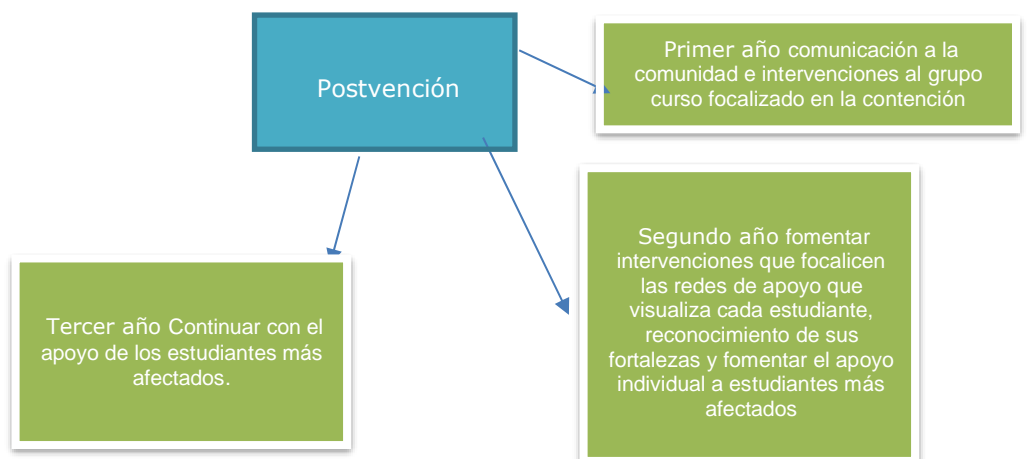 Postvención
Primer año comunicación a la
comunidad e intervenciones al grupo
curso focalizado en la contención
Segundo año fomentar
intervenciones que focalicen
las redes de apoyo que
visualiza cada estudiante,
reconocimiento de sus
fortalezas y fomentar el apoyo
individual a estudiantes más
afectados
Tercer año Continuar con el
apoyo de los estudiantes más
afectados.